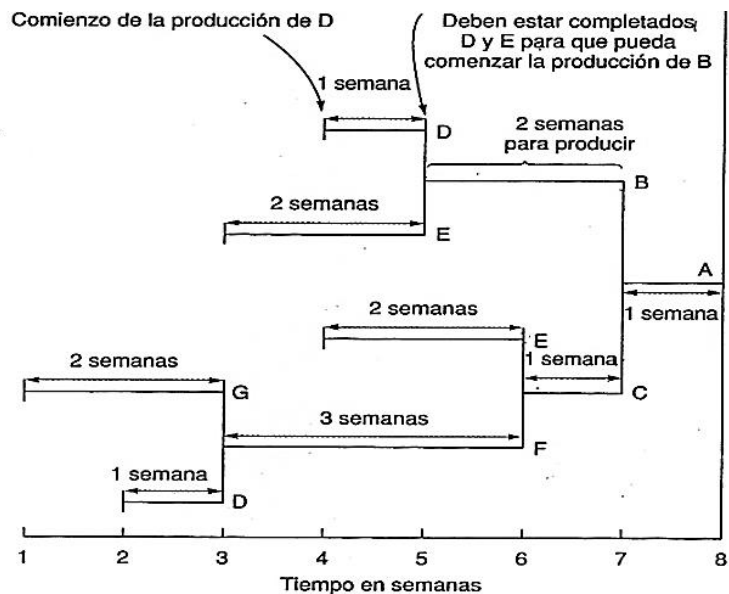 Comienzo de la producción de D
Deben estar completados
D y E para que pueda
comenzar la producción de B
1 semana
D
2 semanas
para producir
B
2 semanas
E
A
1 semana
2 semanas
E
2 semanas
1 semana
G
C
3 semanas
F
1 semana
D
1 2 3 4 5 6 7 8
Tiempo en semanas